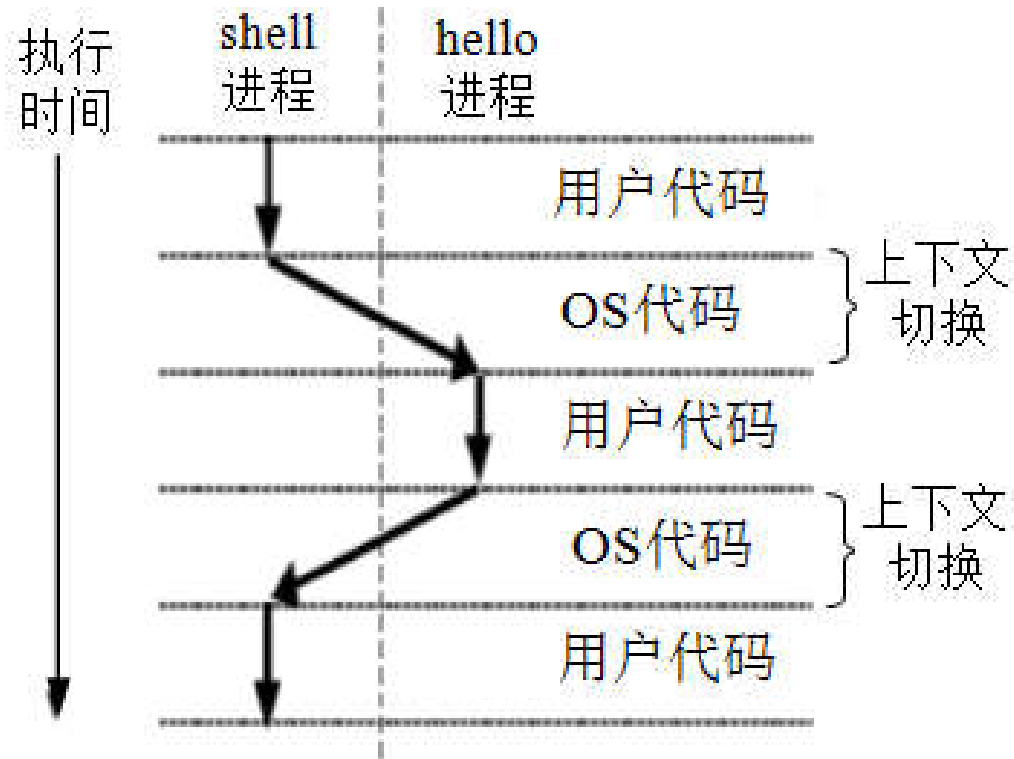 执行
时间
shell
进程
hello
进程
用户代码
OS代码
上下文
切换
用户代码
OS代码
上下文
切换
用户代码